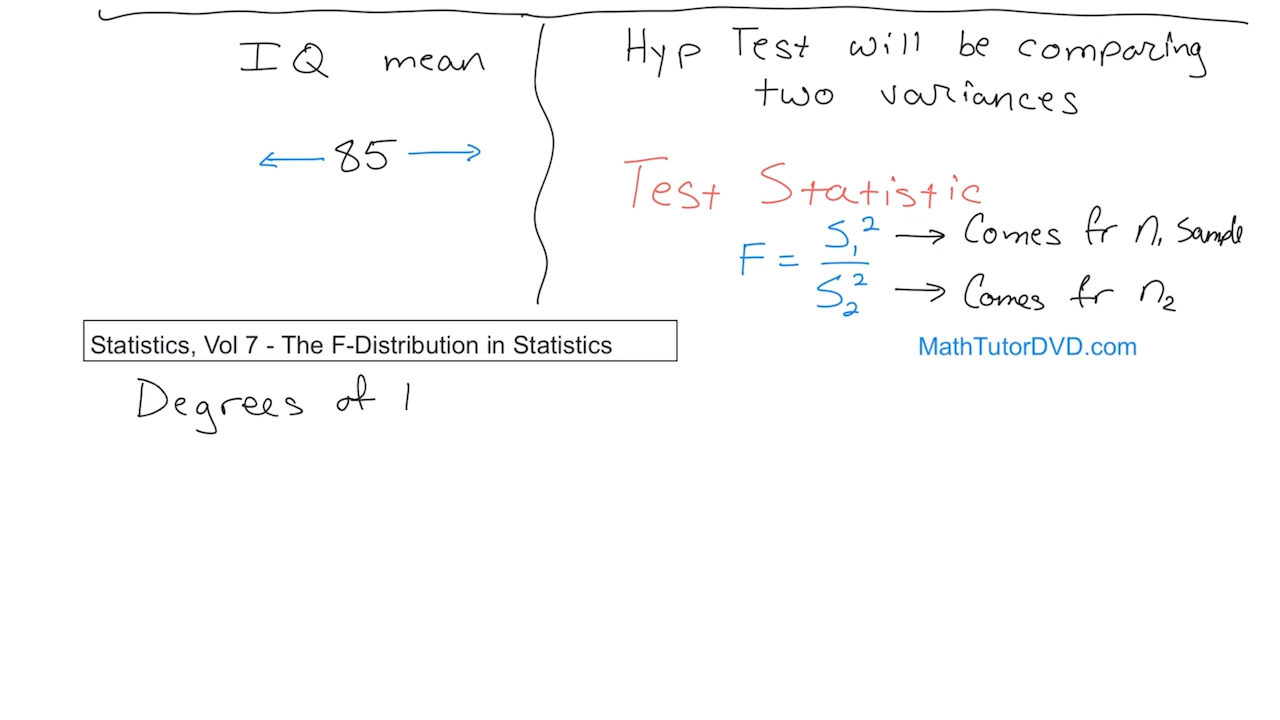 IQ mean
← 85 →
Hyp Test will be comparing
two variances
Test Statistic
F = S₁² / S₂²
→ Comes fr n₁ Sample
→ Comes fr n₂
Statistics, Vol 7 - The F-Distribution in Statistics
MathTutorDVD.com
Degrees of